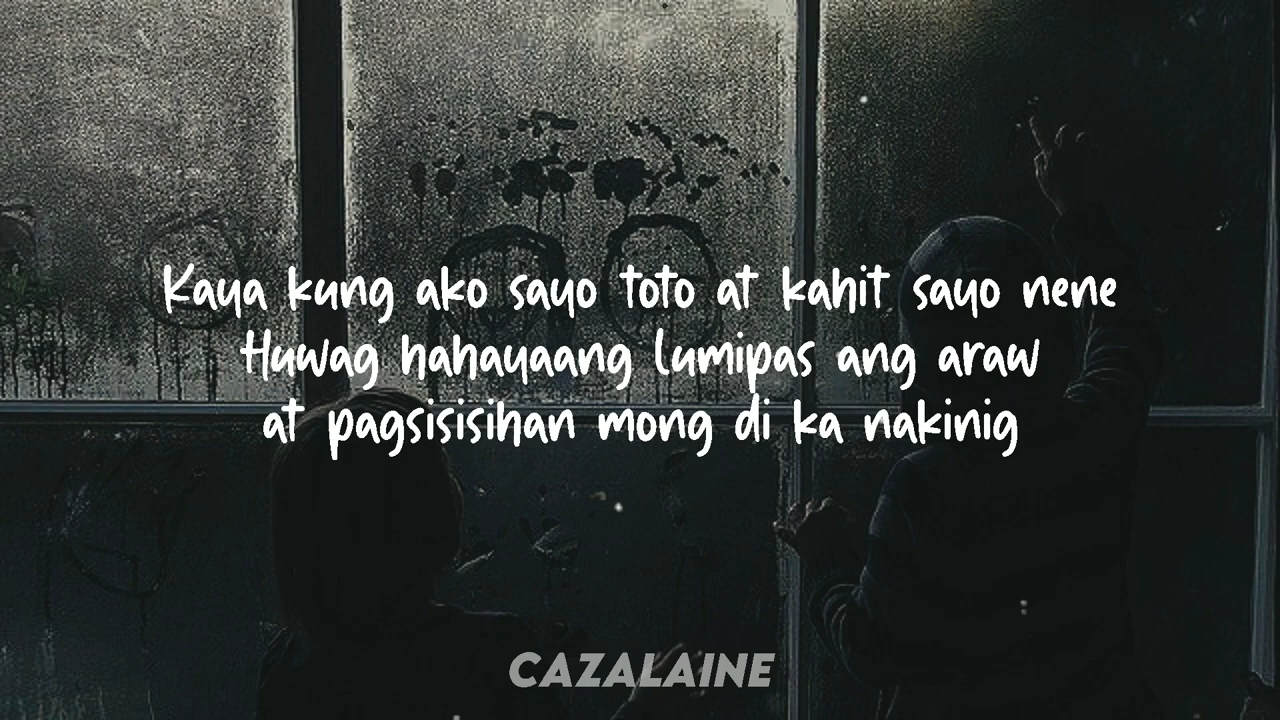 Kaya kung ako sayo toto at kahit sayo nene
Huwag hahayaang lumipas ang araw
at pagsisisihan mong di ka nakinig
CAZALAINE